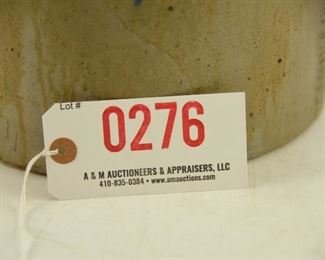 Lot #
0276
A & M AUCTIONEERS & APPRAISERS, LLC
410-835-0384 • www.amauctions.com